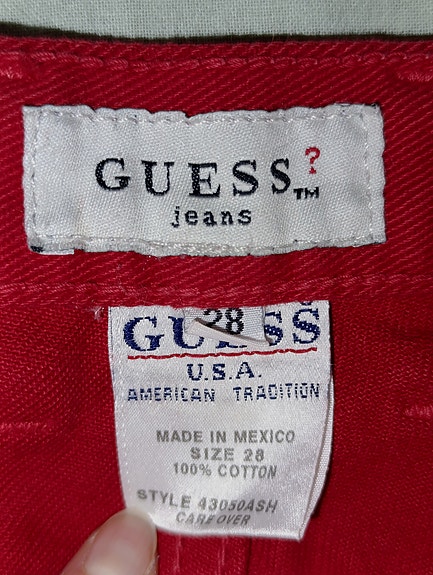 GUESS?™
jeans
28
GUESS
U.S.A.
AMERICAN TRADITION
MADE IN MEXICO
SIZE 28
100% COTTON
STYLE 43050ASH
CARE OVER